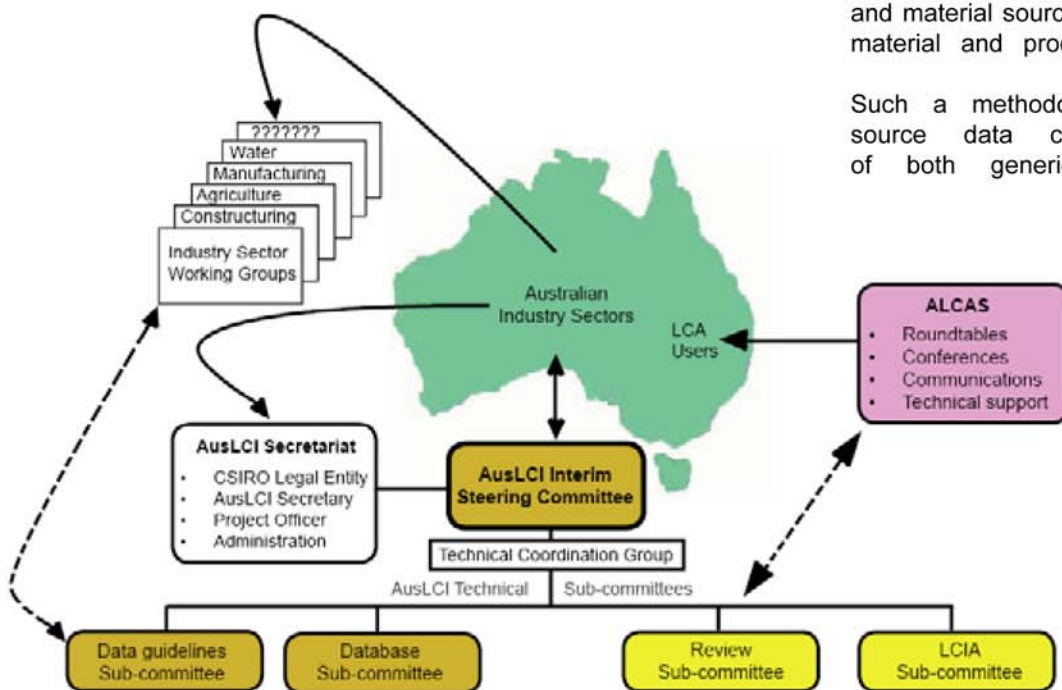 and material sourc
material and proc
Such a methodo
source data c
of both generi
???????
Water
Manufacturing
Agriculture
Constructuring
Industry Sector
Working Groups
Australian
Industry Sectors
LCA
Users
ALCAS
• Roundtables
• Conferences
• Communications
• Technical support
AusLCI Secretariat
• CSIRO Legal Entity
• AusLCI Secretary
• Project Officer
• Administration
AusLCI Interim
Steering Committee
Technical Coordination Group
AusLCI Technical Sub-committees
Data guidelines
Sub-committee
Database
Sub-committee
Review
Sub-committee
LCIA
Sub-committee